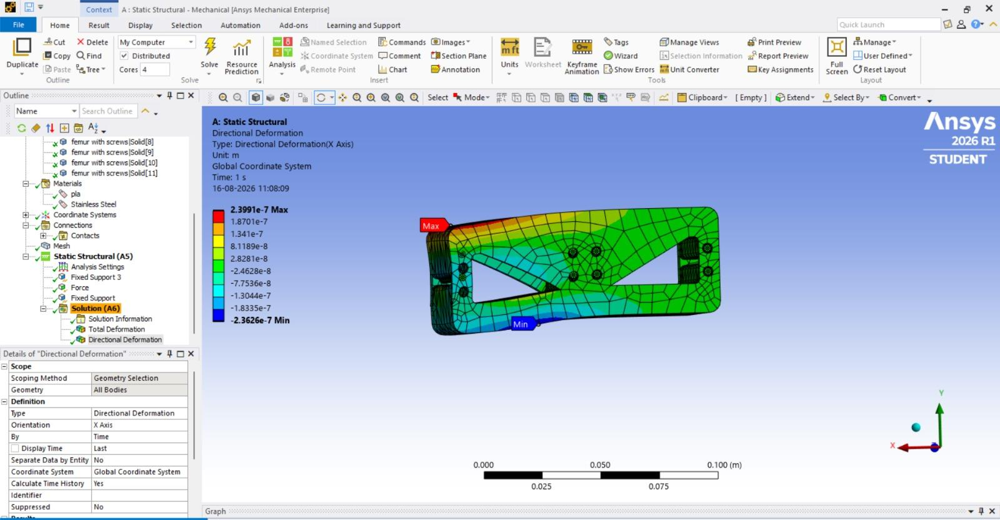 Context
A : Static Structural - Mechanical [Ansys Mechanical Enterprise]
File
Home
Result
Display
Selection
Automation
Add-ons
Learning and Support
Quick Launch
Duplicate
Cut
Delete
Copy
Find
Paste
Tree
Outline
My Computer
Distributed
Cores 4
Solve
Resource Prediction
Solve
Analysis
Named Selection
Coordinate System
Remote Point
Commands
Comment
Chart
Images
Section Plane
Annotation
Insert
Units
Worksheet
Keyframe Animation
Tags
Wizard
Show Errors
Manage Views
Selection Information
Unit Converter
Print Preview
Report Preview
Key Assignments
Tools
Full Screen
Manage
User Defined
Reset Layout
Layout
Outline
Name
Search Outline
Select
Mode
Clipboard
[ Empty ]
Extend
Select By
Convert
femur with screws|Solid[8]
femur with screws|Solid[9]
femur with screws|Solid[10]
femur with screws|Solid[11]
Materials
pla
Stainless Steel
Coordinate Systems
Connections
Contacts
Mesh
Static Structural (A5)
Analysis Settings
Fixed Support 3
Force
Fixed Support
Solution (A6)
Solution Information
Total Deformation
Directional Deformation
Details of "Directional Deformation"
Scope
Scoping Method Geometry Selection
Geometry All Bodies
Definition
Type Directional Deformation
Orientation X Axis
By Time
Display Time Last
Separate Data by Entity No
Coordinate System Global Coordinate System
Calculate Time History Yes
Identifier
Suppressed No
Results
A: Static Structural
Directional Deformation
Type: Directional Deformation(X Axis)
Unit: m
Global Coordinate System
Time: 1 s
16-08-2026 11:08:09
2.3991e-7 Max
1.8701e-7
1.341e-7
8.1189e-8
2.8281e-8
-2.4628e-8
-7.7536e-8
-1.3044e-7
-1.8335e-7
-2.3626e-7 Min
Max
Min
Ansys
2026 R1
STUDENT
Y
X
Z
0.000
0.050
0.100 (m)
0.025
0.075
Graph